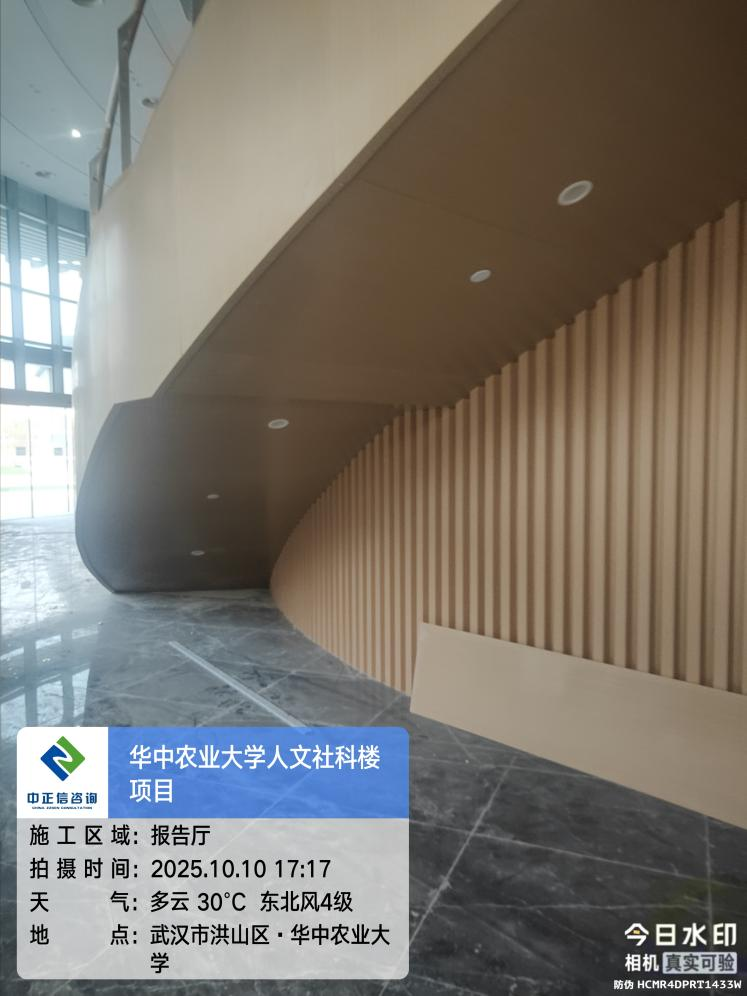 中正信咨询
华中农业大学人文社科楼
项目
施工区域：报告厅
拍摄时间：2025.10.10 17:17
天气：多云 30°C 东北风4级
地点：武汉市洪山区·华中农业大
学
今日水印
相机 真实可验
防伪 HCMR4DPRT1433W